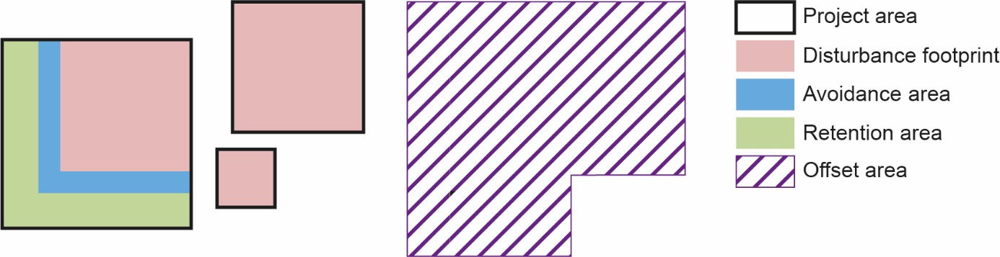 Project area
Disturbance footprint
Avoidance area
Retention area
Offset area